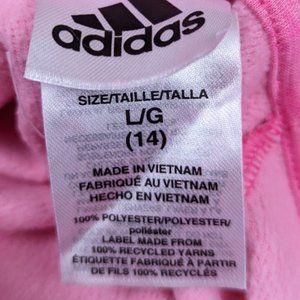 adidas
SIZE/TAILLE/TALLA
L/G
(14)
MADE IN VIETNAM
FABRIQUÉ AU VIETNAM
HECHO EN VIETNAM
100% POLYESTER/POLYESTER/
poliéster
LABEL MADE FROM
100% RECYCLED YARNS
ÉTIQUETTE FABRIQUÉE À PARTIR
DE FILS 100% RECYCLÉS